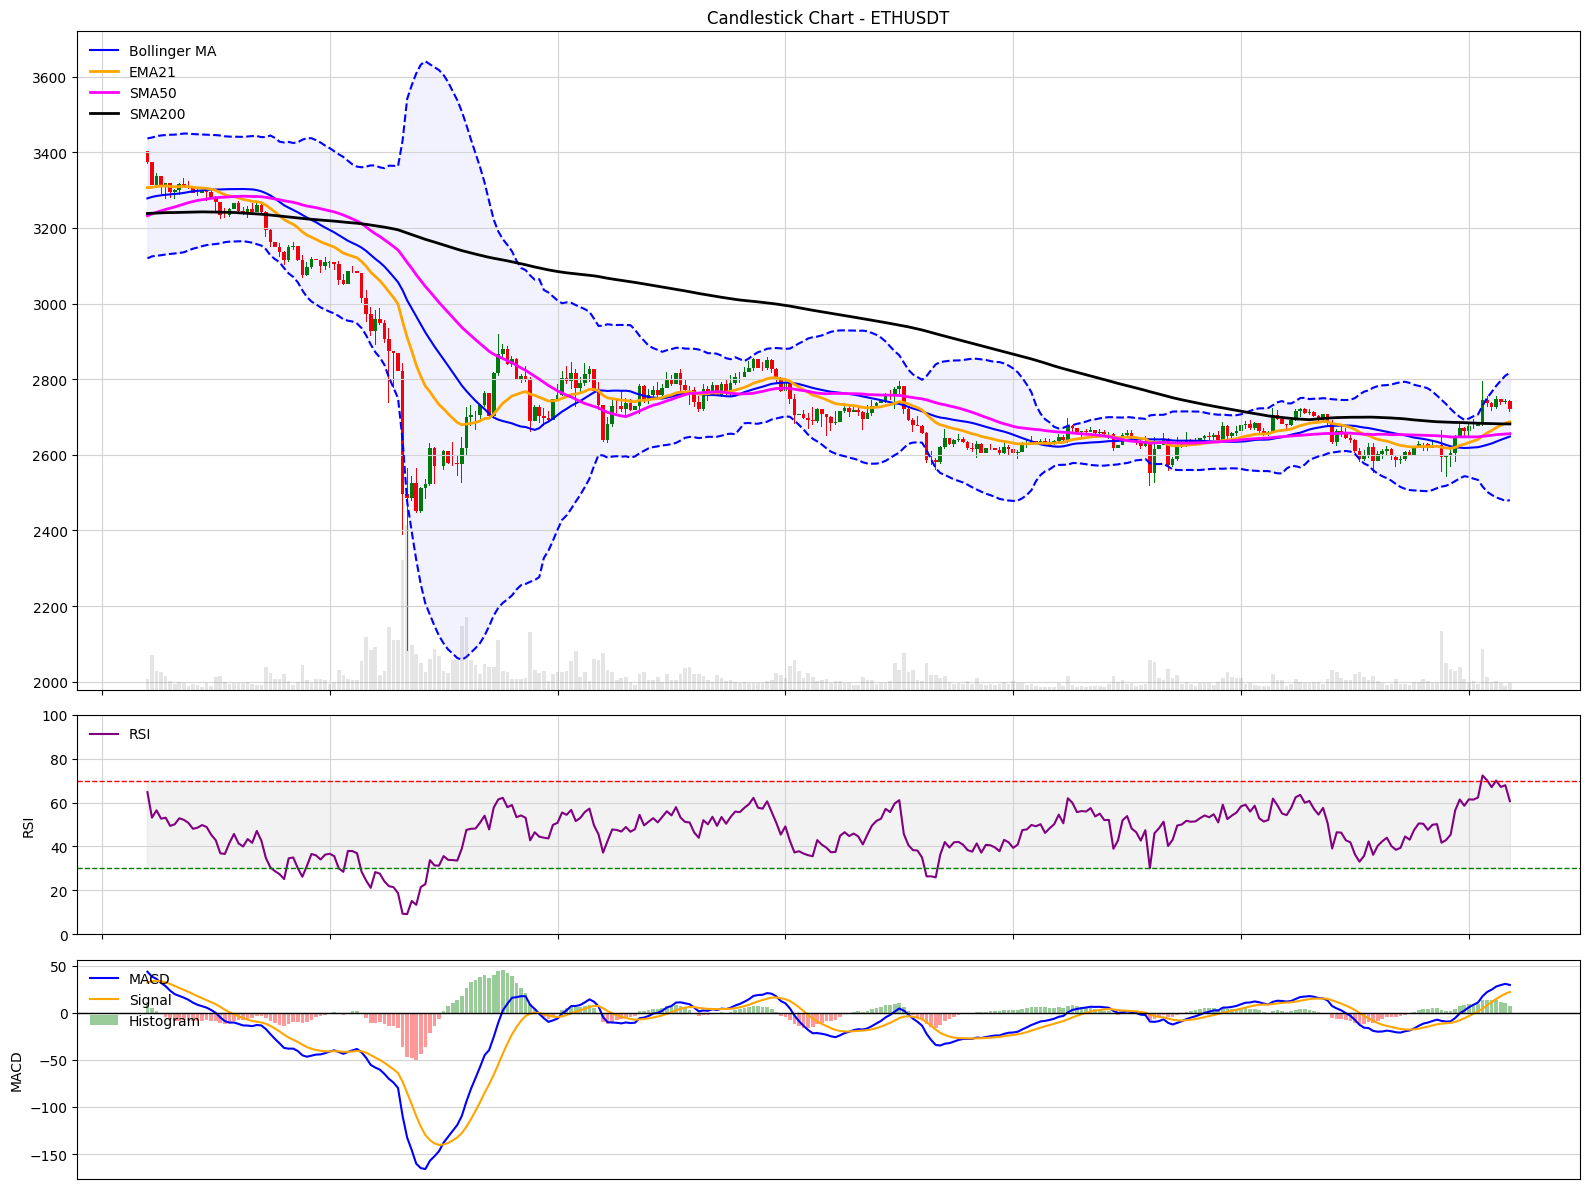 Candlestick Chart - ETHUSDT
Bollinger MA
EMA21
SMA50
SMA200
3600
3400
3200
3000
2800
2600
2400
2200
2000
RSI
100
80
60
40
20
0
RSI
MACD
Signal
Histogram
50
0
−50
−100
−150
MACD